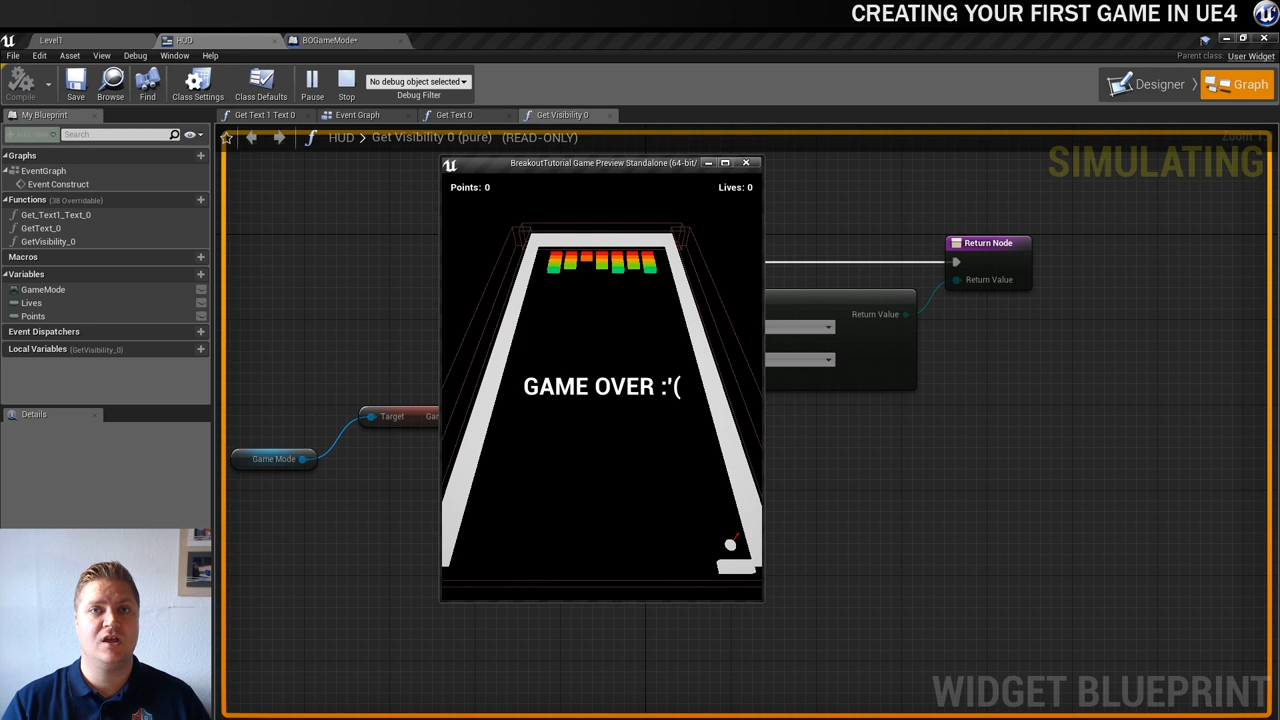 CREATING YOUR FIRST GAME IN UE4
Level1
HUD
BOGameMode*
File Edit Asset View Debug Window Help
Parent class: User Widget
Compile
Save
Browse
Find
Class Settings
Class Defaults
Pause
Stop
No debug object selected
Debug Filter
Designer
Graph
My Blueprint
Get Text 1 Text 0
Event Graph
Get Text 0
Get Visibility 0
Search
HUD > Get Visibility 0 (pure) (READ-ONLY)
SIMULATING
Graphs
EventGraph
Event Construct
Functions (38 Overridable)
Get_Text1_Text_0
GetText_0
GetVisibility_0
Macros
Variables
GameMode
Lives
Points
Event Dispatchers
Local Variables (GetVisibility_0)
Details
BreakoutTutorial Game Preview Standalone (64-bit/
Points: 0
Lives: 0
GAME OVER :'(
Return Node
Return Value
Return Value
Target
Game Mode
WIDGET BLUEPRINT